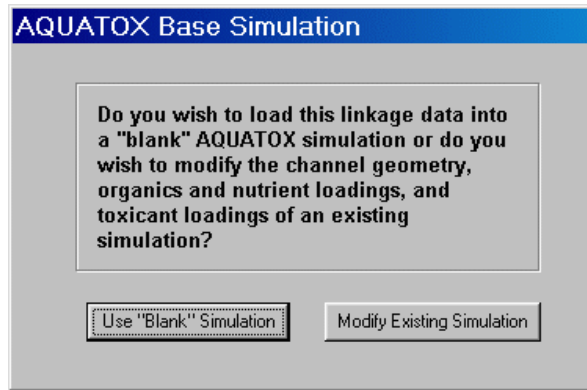 AQUATOX Base Simulation
Do you wish to load this linkage data into
a "blank" AQUATOX simulation or do you
wish to modify the channel geometry,
organics and nutrient loadings, and
toxicant loadings of an existing
simulation?
Use "Blank" Simulation
Modify Existing Simulation